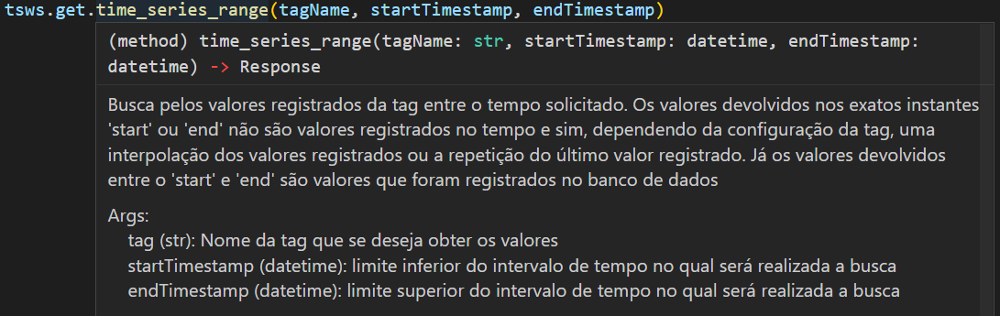 tsws.get.time_series_range(tagName, startTimestamp, endTimestamp)
(method) time_series_range(tagName: str, startTimestamp: datetime, endTimestamp:
datetime) -> Response
Busca pelos valores registrados da tag entre o tempo solicitado. Os valores devolvidos nos exatos instantes
'start' ou 'end' não são valores registrados no tempo e sim, dependendo da configuração da tag, uma
interpolação dos valores registrados ou a repetição do último valor registrado. Já os valores devolvidos
entre o 'start' e 'end' são valores que foram registrados no banco de dados
Args:
tag (str): Nome da tag que se deseja obter os valores
startTimestamp (datetime): limite inferior do intervalo de tempo no qual será realizada a busca
endTimestamp (datetime): limite superior do intervalo de tempo no qual será realizada a busca